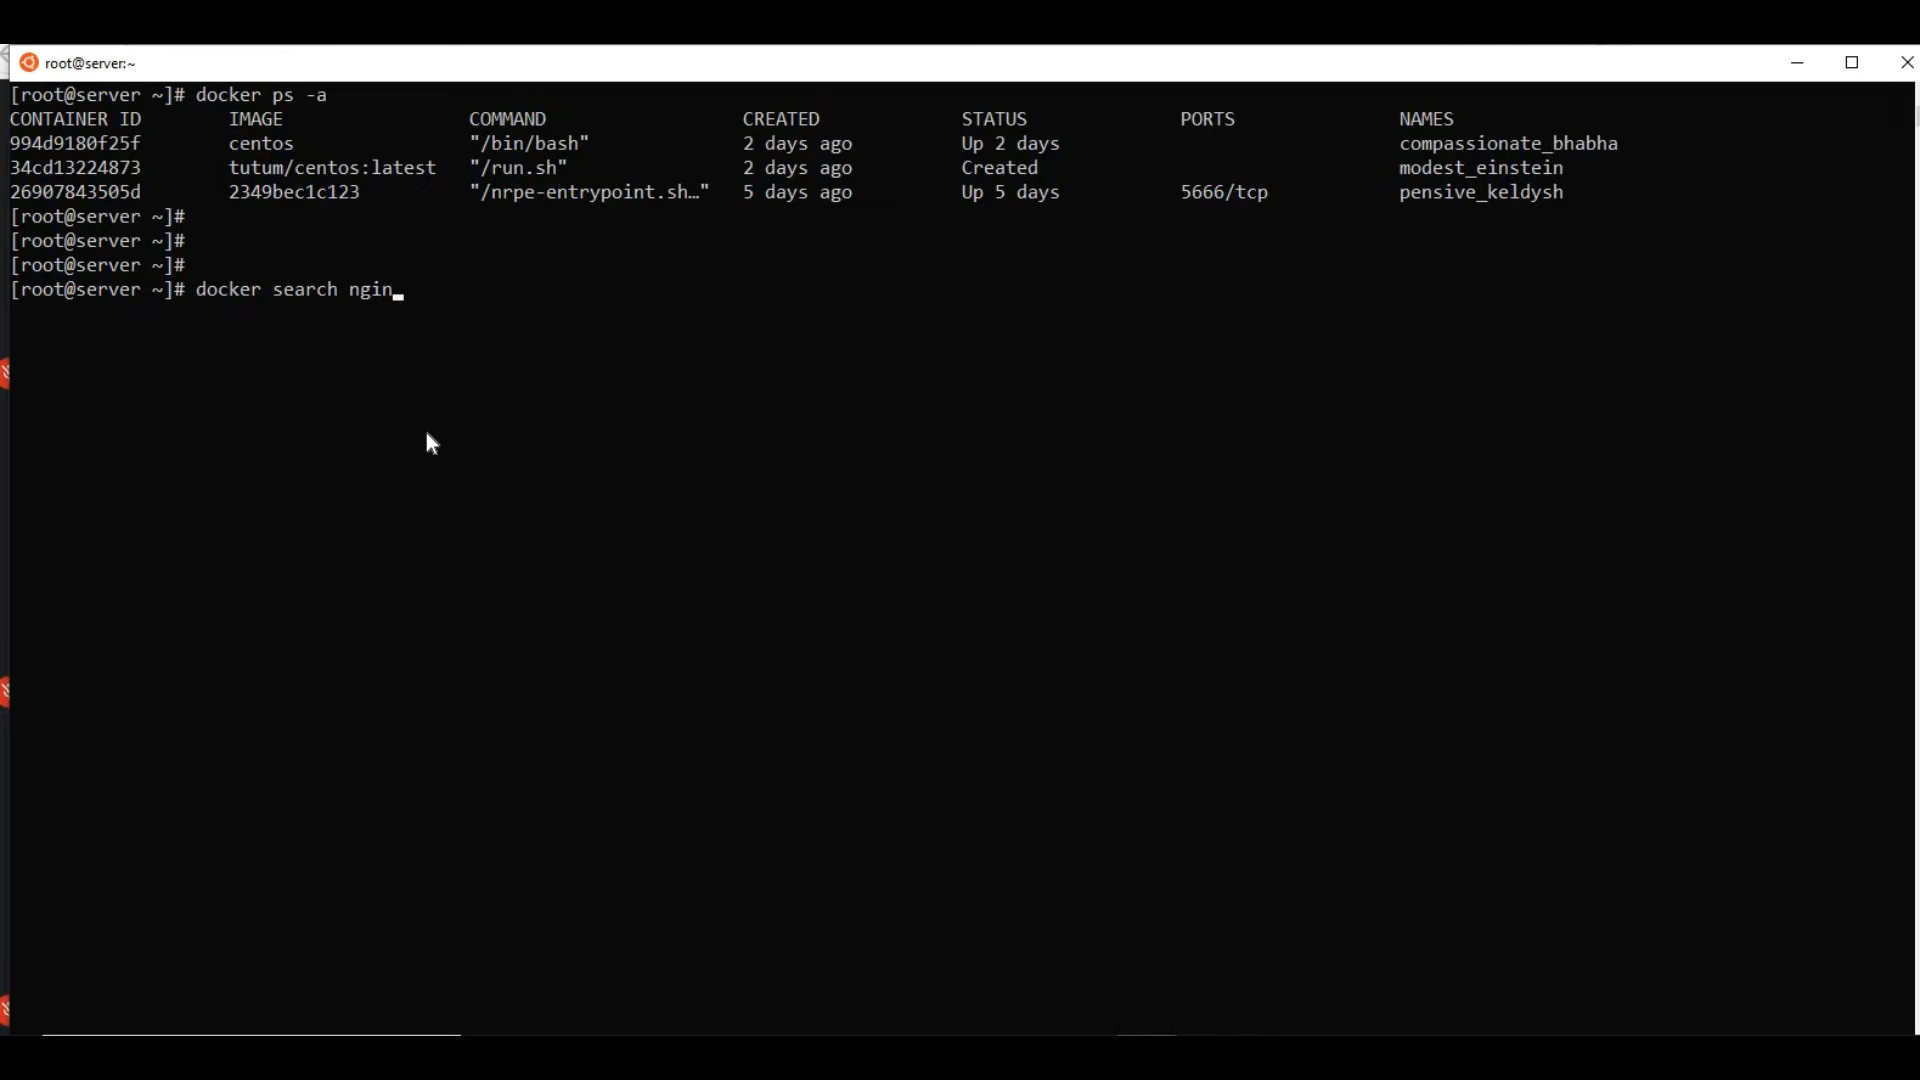 root@server:~
[root@server ~]# docker ps -a
CONTAINER ID IMAGE COMMAND CREATED STATUS PORTS NAMES
994d9180f25f centos "/bin/bash" 2 days ago Up 2 days compassionate_bhabha
34cd13224873 tutum/centos:latest "/run.sh" 2 days ago Created modest_einstein
26907843505d 2349bec1c123 "/nrpe-entrypoint.sh…" 5 days ago Up 5 days 5666/tcp pensive_keldysh
[root@server ~]#
[root@server ~]#
[root@server ~]#
[root@server ~]# docker search ngin